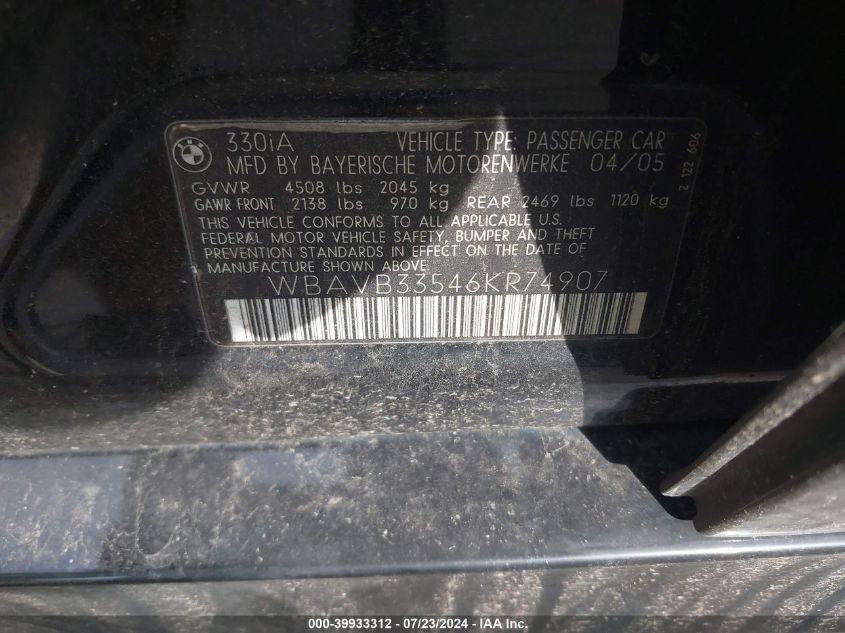 BMW
330iA VEHICLE TYPE: PASSENGER CAR
MFD BY BAYERISCHE MOTORENWERKE 04/05
GVWR 4508 lbs 2045 kg
GAWR FRONT 2138 lbs 970 kg REAR 2469 lbs 1120 kg
THIS VEHICLE CONFORMS TO ALL APPLICABLE U.S.
FEDERAL MOTOR VEHICLE SAFETY, BUMPER AND THEFT
PREVENTION STANDARDS IN EFFECT ON THE DATE OF
MANUFACTURE SHOWN ABOVE.
WBAVB33546KR74907
2 122 606
000-39933312 - 07/23/2024 - IAA Inc.